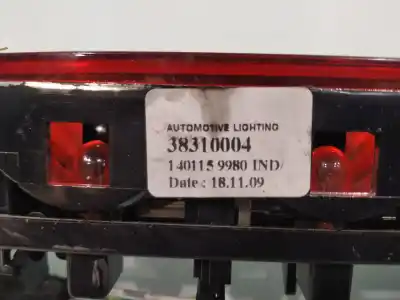 AUTOMOTIVE LIGHTING
38310004
140115 9980 IND/
Date : 18.11.09